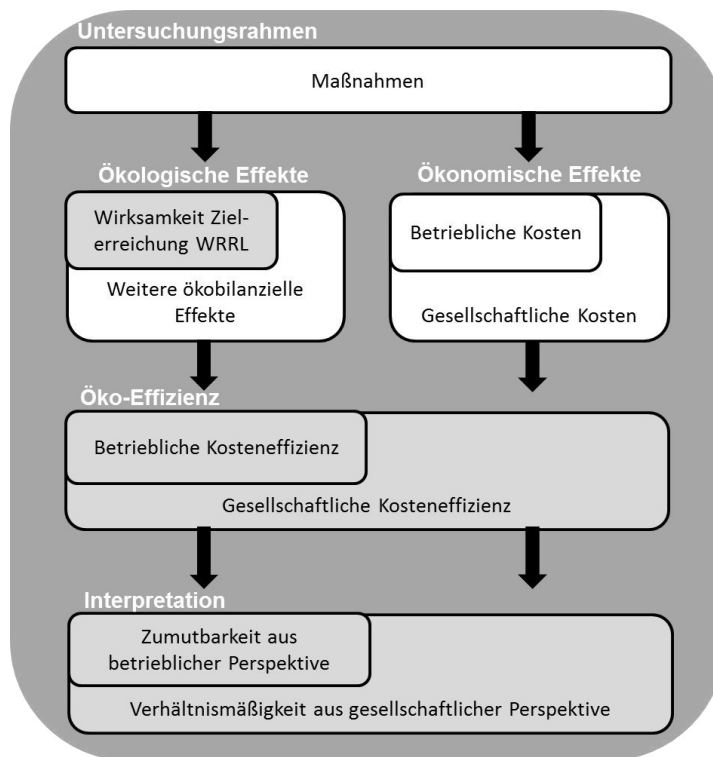 Untersuchungsrahmen
Maßnahmen
Ökologische Effekte
Wirksamkeit Ziel-
erreichung WRRL
Weitere ökobilanzielle
Effekte
Ökonomische Effekte
Betriebliche Kosten
Gesellschaftliche Kosten
Öko-Effizienz
Betriebliche Kosteneffizienz
Gesellschaftliche Kosteneffizienz
Interpretation
Zumutbarkeit aus
betrieblicher Perspektive
Verhältnismäßigkeit aus gesellschaftlicher Perspektive